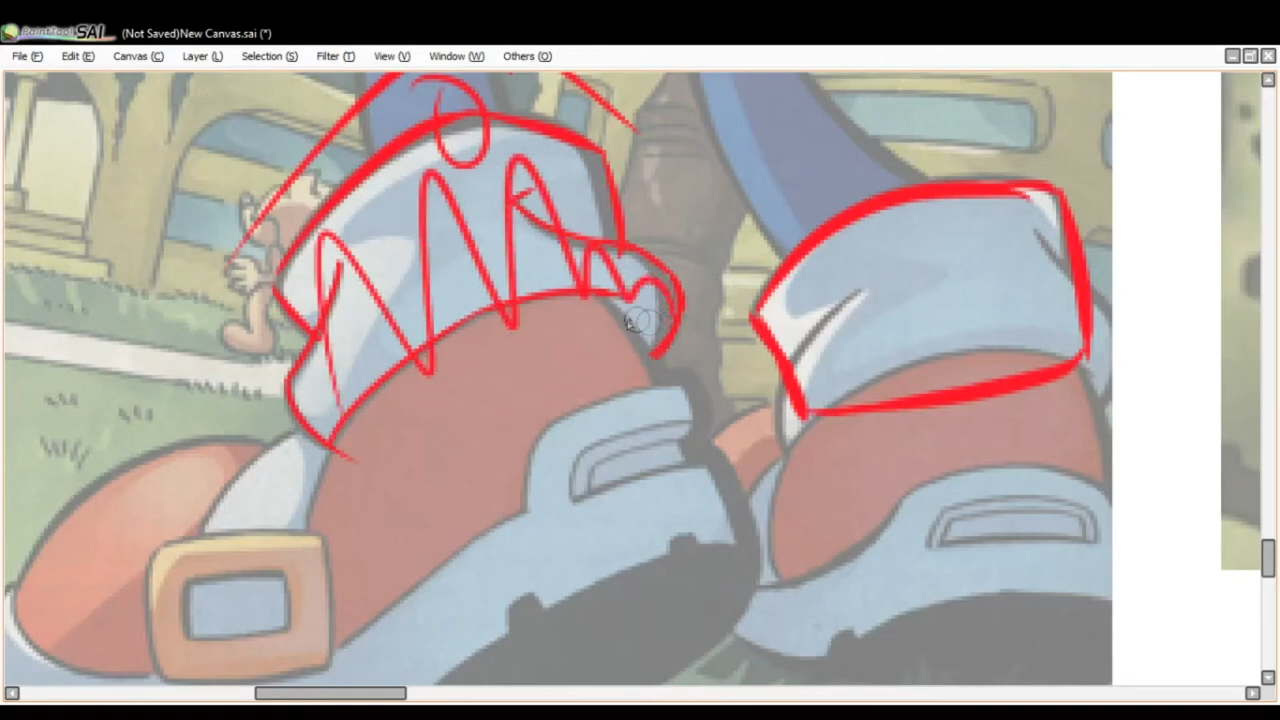 PaintTool SAI (Not Saved)New Canvas.sai (*)
File (F) Edit (E) Canvas (C) Layer (L) Selection (S) Filter (T) View (V) Window (W) Others (O)